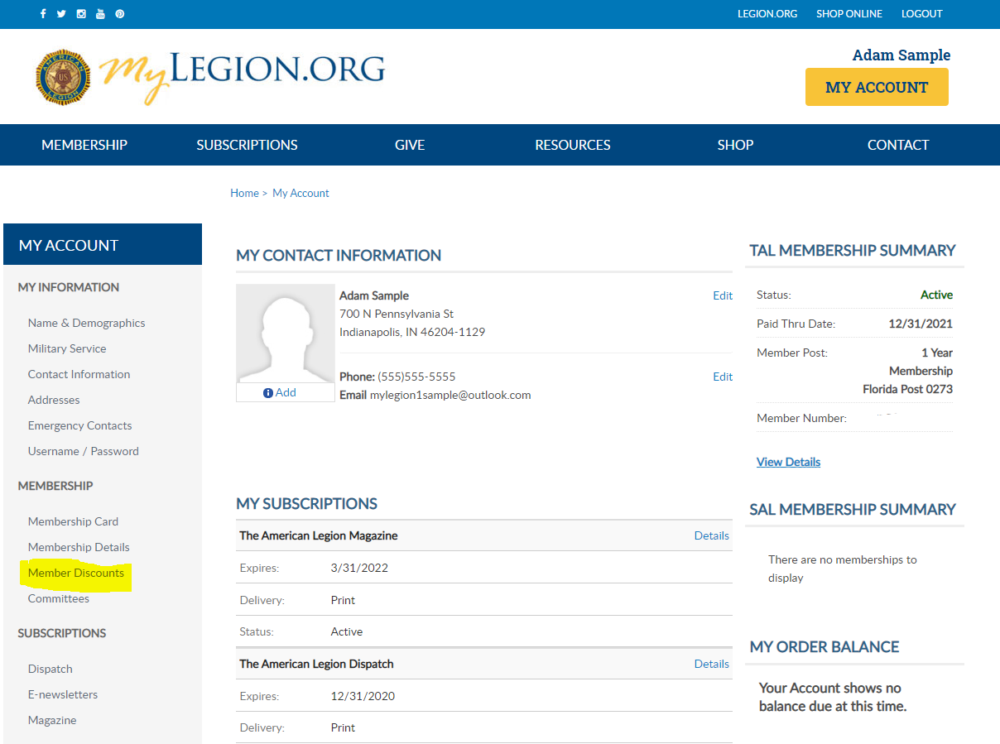 LEGION.ORG SHOP ONLINE LOGOUT
AMERICAN LEGION US
MyLEGION.ORG
Adam Sample
MY ACCOUNT
MEMBERSHIP SUBSCRIPTIONS GIVE RESOURCES SHOP CONTACT
Home > My Account
MY ACCOUNT
MY INFORMATION
Name & Demographics
Military Service
Contact Information
Addresses
Emergency Contacts
Username / Password
MEMBERSHIP
Membership Card
Membership Details
Member Discounts
Committees
SUBSCRIPTIONS
Dispatch
E-newsletters
Magazine
MY CONTACT INFORMATION
Adam Sample Edit
700 N Pennsylvania St
Indianapolis, IN 46204-1129
Phone: (555)555-5555 Edit
Email mylegion1sample@outlook.com
Add
MY SUBSCRIPTIONS
The American Legion Magazine Details
Expires: 3/31/2022
Delivery: Print
Status: Active
The American Legion Dispatch Details
Expires: 12/31/2020
Delivery: Print
TAL MEMBERSHIP SUMMARY
Status: Active
Paid Thru Date: 12/31/2021
Member Post: 1 Year
Membership
Florida Post 0273
Member Number:
View Details
SAL MEMBERSHIP SUMMARY
There are no memberships to
display
MY ORDER BALANCE
Your Account shows no
balance due at this time.